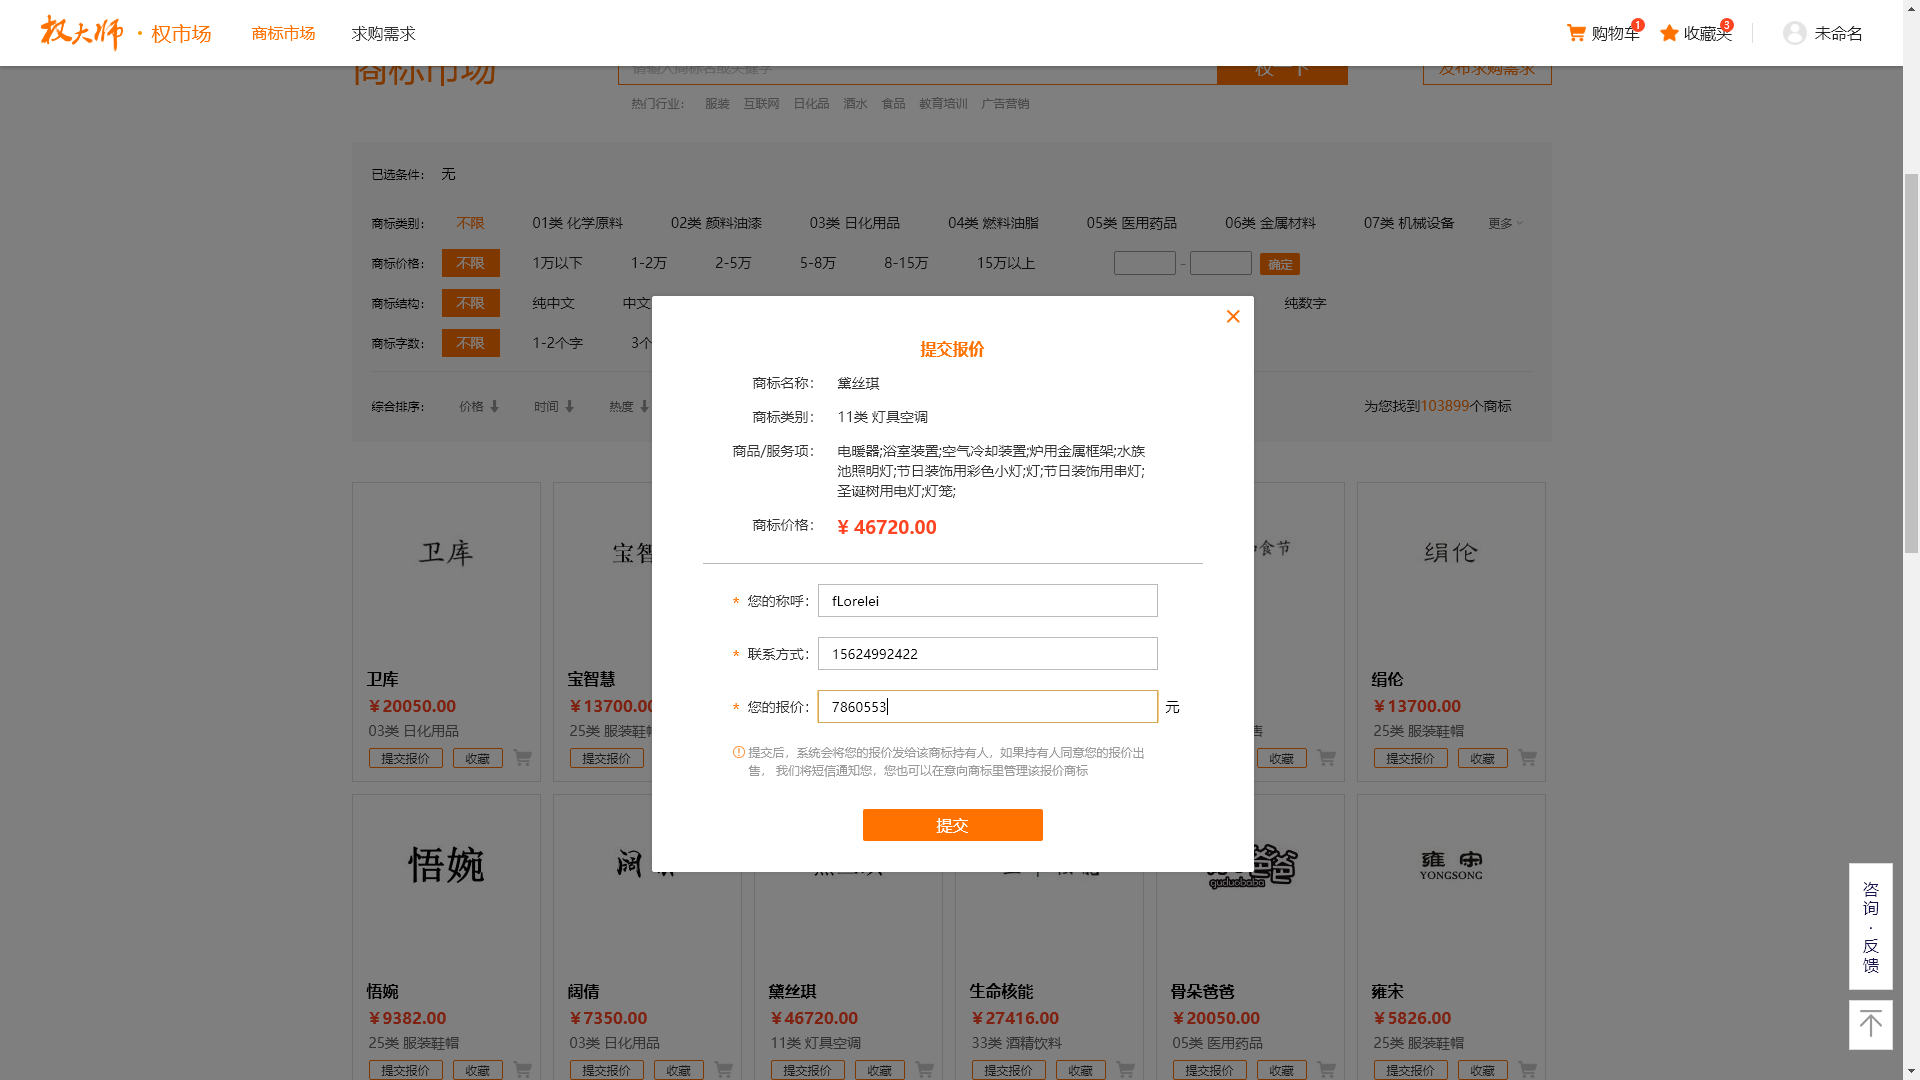 权大师 · 权市场 商标市场 求购需求 购物车 1 收藏夹 3 未命名
商标市场 请输入商标名或关键字 权一下 发布求购需求
热门行业： 服装 互联网 日化品 酒水 食品 教育培训 广告营销
已选条件： 无
商标类别： 不限 01类 化学原料 02类 颜料油漆 03类 日化用品 04类 燃料油脂 05类 医用药品 06类 金属材料 07类 机械设备 更多
商标价格： 不限 1万以下 1-2万 2-5万 5-8万 8-15万 15万以上 - 确定
商标结构： 不限 纯中文 中文 纯数字
商标字数： 不限 1-2个字 3个
综合排序： 价格 时间 热度 为您找到103899个商标
提交报价
商标名称： 黛丝琪
商标类别： 11类 灯具空调
商品/服务项： 电暖器;浴室装置;空气冷却装置;炉用金属框架;水族
池照明灯;节日装饰用彩色小灯;灯;节日装饰用串灯;
圣诞树用电灯;灯笼;
商标价格： ¥ 46720.00
* 您的称呼： fLorelei
* 联系方式： 15624992422
* 您的报价： 7860553 元
提交后，系统会将您的报价发给该商标持有人，如果持有人同意您的报价出
售， 我们将短信通知您，您也可以在意向商标里管理该报价商标
提交
卫库 宝智 食节 绢伦
卫库 宝智慧 绢伦
￥20050.00 ￥13700.00 ￥13700.00
03类 日化用品 25类 服装鞋帽 售 25类 服装鞋帽
提交报价 收藏 提交报价 收藏 提交报价 收藏
悟婉 爸爸 雍宋
guduobaba YONGSONG
悟婉 阔倩 黛丝琪 生命核能 骨朵爸爸 雍宋
￥9382.00 ￥7350.00 ￥46720.00 ￥27416.00 ￥20050.00 ￥5826.00
25类 服装鞋帽 03类 日化用品 11类 灯具空调 33类 酒精饮料 05类 医用药品 25类 服装鞋帽
提交报价 收藏 提交报价 收藏 提交报价 收藏 提交报价 收藏 提交报价 收藏 提交报价 收藏
咨
询
·
反
馈